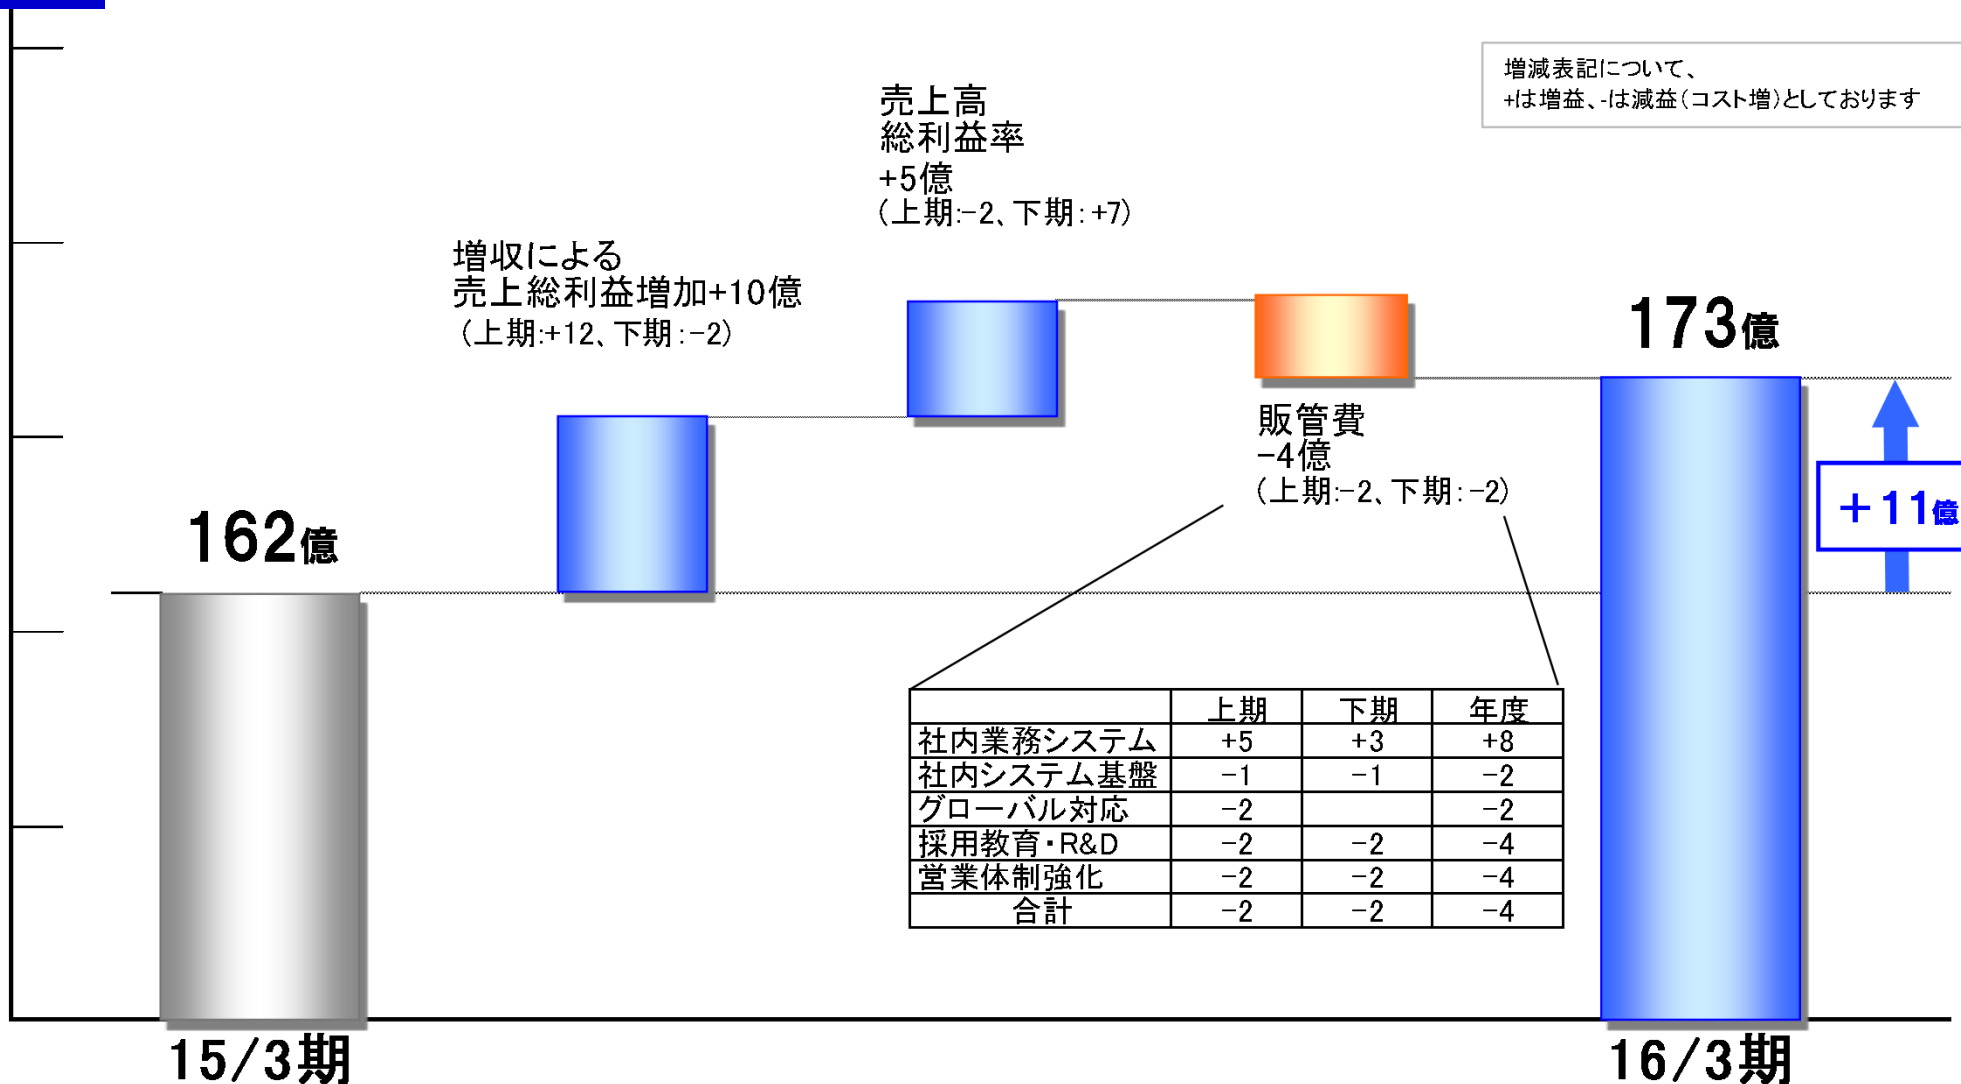 増減表記について、
+は増益、-は減益(コスト増)としております
売上高
総利益率
+5億
(上期:-2、下期:+7)
増収による
売上総利益増加+10億
(上期:+12、下期:-2)
173億
販管費
-4億
(上期:-2、下期:-2)
+11億
162億
上期 下期 年度
社内業務システム +5 +3 +8
社内システム基盤 -1 -1 -2
グローバル対応 -2 -2
採用教育・R&D -2 -2 -4
営業体制強化 -2 -2 -4
合計 -2 -2 -4
15/3期
16/3期